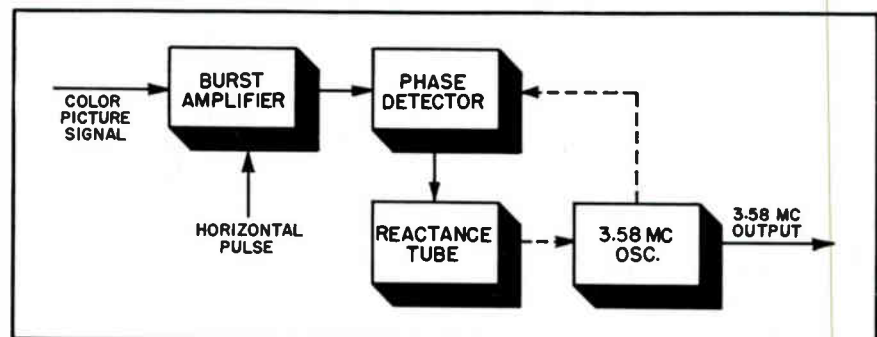 BURST
AMPLIFIER
PHASE
DETECTOR
COLOR
PICTURE
SIGNAL
HORIZONTAL
PULSE
REACTANCE
TUBE
3.58 MC
OSC.
3.58 MC
OUTPUT